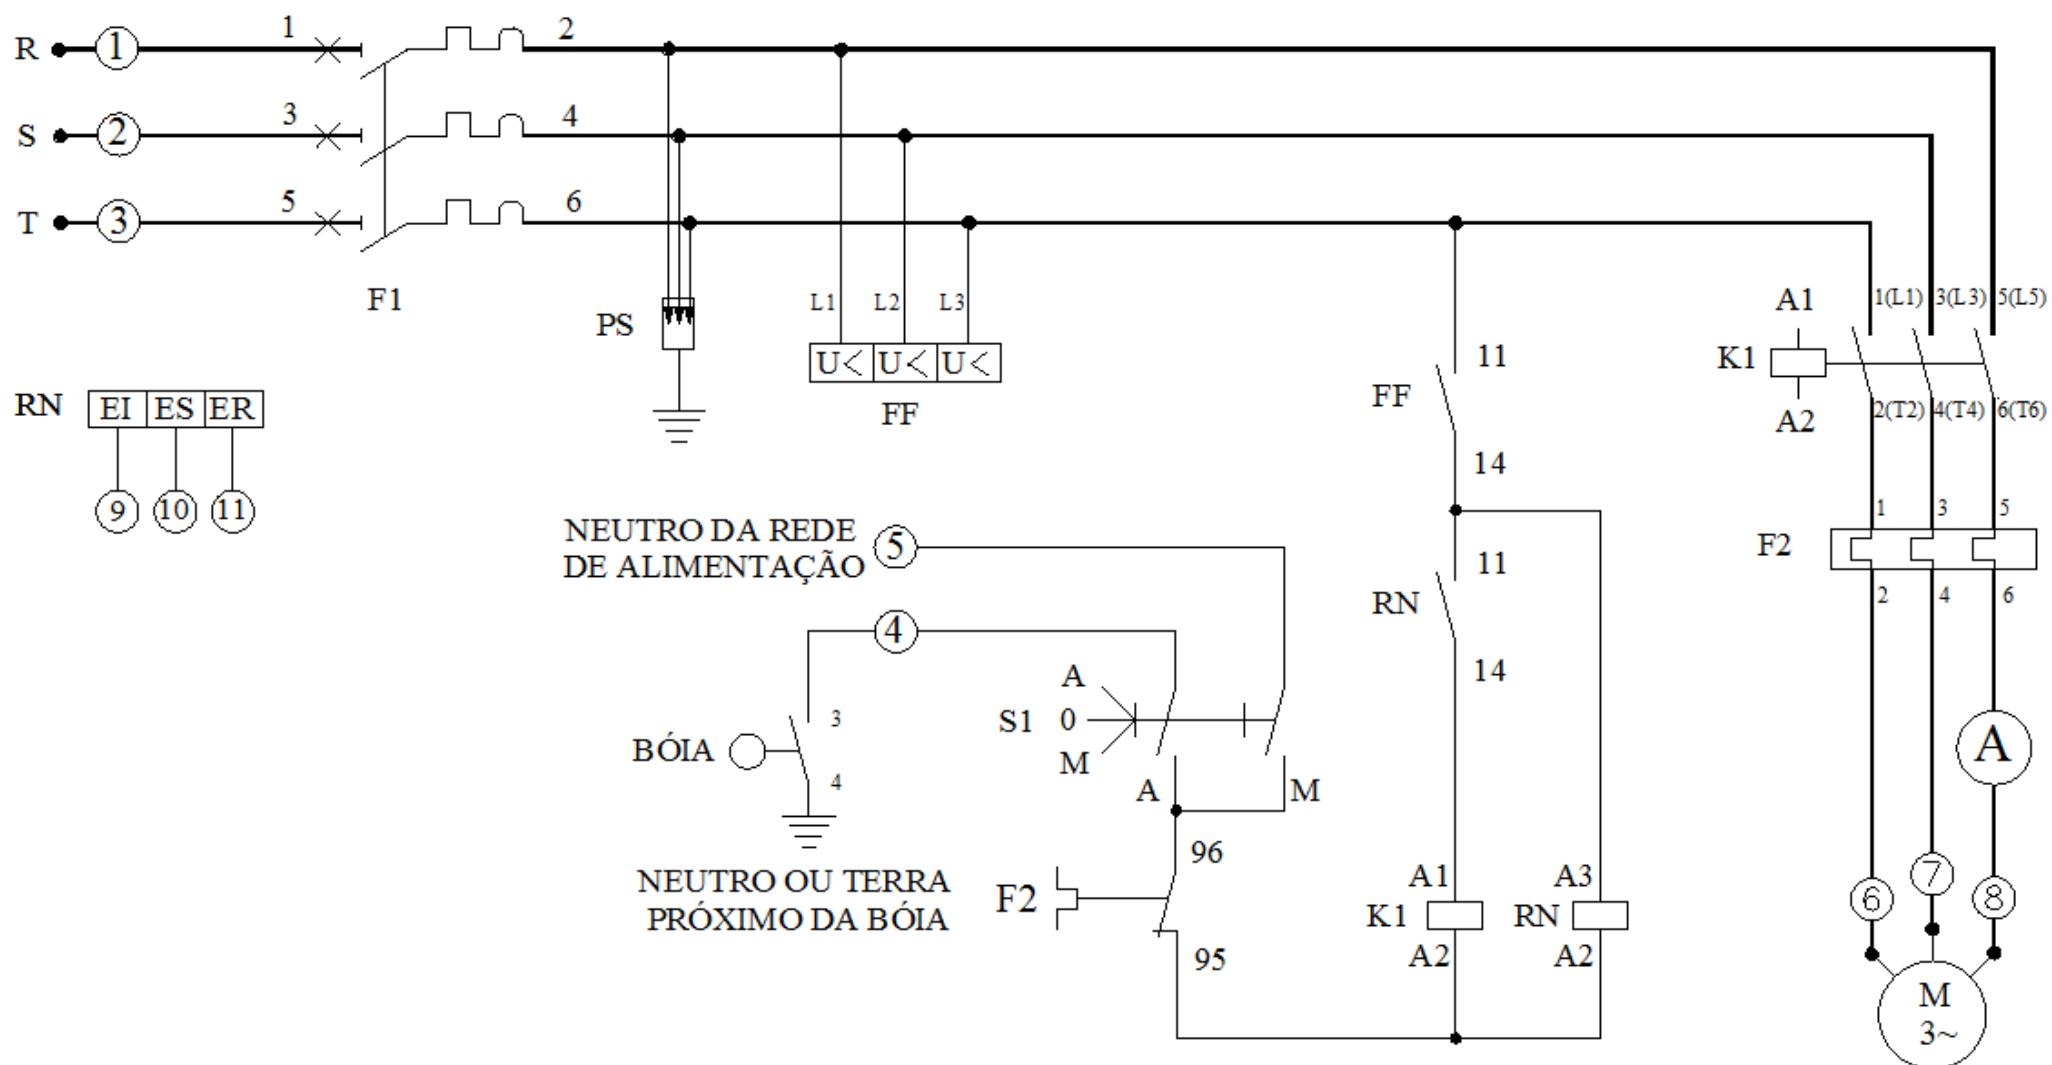 R 1 1 2
S 2 3 4
T 3 5 6
F1
PS
L1 L2 L3
U< U< U<
FF
RN EI ES ER
9 10 11
A1 1(L1) 3(L3) 5(L5)
K1
A2 2(T2) 4(T4) 6(T6)
11
FF
14
1 3 5
F2
2 4 6
NEUTRO DA REDE 5
DE ALIMENTAÇÃO
11
RN
14
4
A
S1 0
M
A M
BÓIA 3
4
NEUTRO OU TERRA
PRÓXIMO DA BÓIA
96
F2
95
A1 A3
K1 RN
A2 A2
A
6 7 8
M
3~